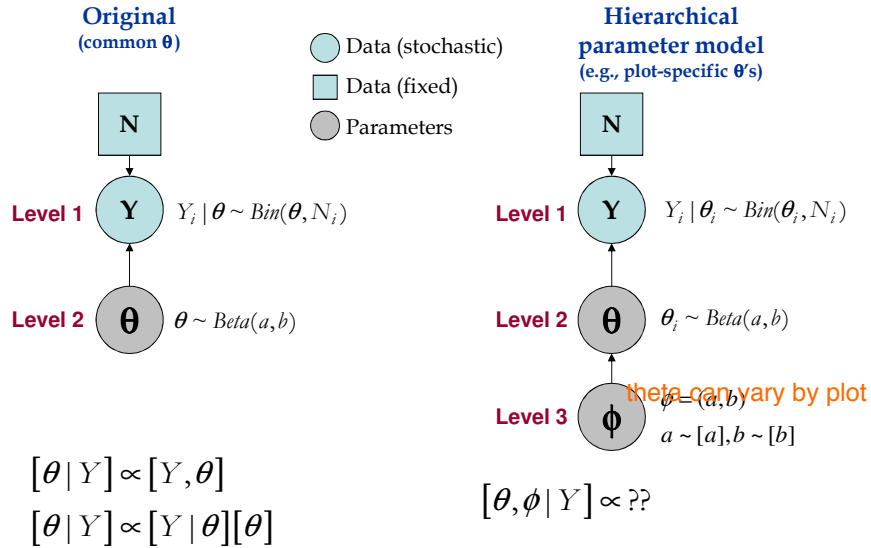 Original
(common θ)
N
Level 1
Y
Y_i | θ ~ Bin(θ, N_i)
Level 2
θ
θ ~ Beta(a, b)
[θ | Y] ∝ [Y, θ]
[θ | Y] ∝ [Y | θ][θ]
Data (stochastic)
Data (fixed)
Parameters
Hierarchical
parameter model
(e.g., plot-specific θ's)
N
Level 1
Y
Y_i | θ_i ~ Bin(θ_i, N_i)
Level 2
θ
θ_i ~ Beta(a, b)
theta can vary by plot
ϕ = (a, b)
Level 3
ϕ
a ~ [a], b ~ [b]
[θ, ϕ | Y] ∝ ??